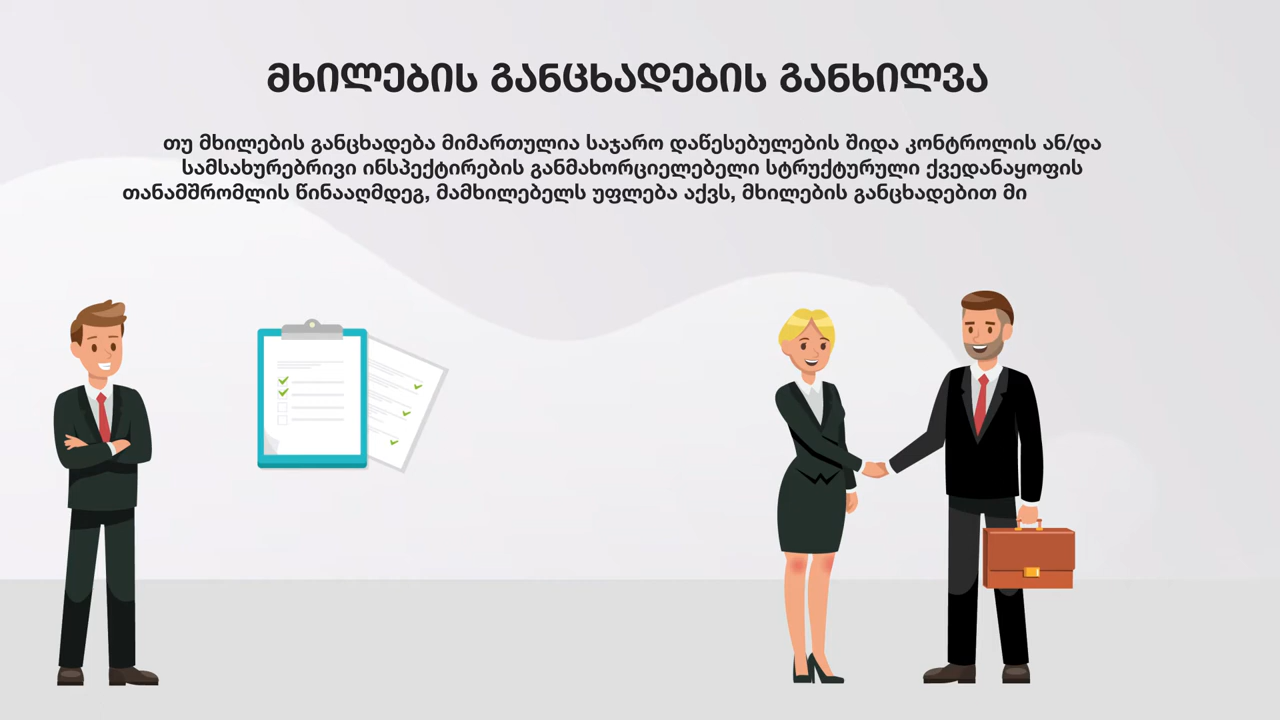 მხილების განცხადების განხილვა
თუ მხილების განცხადება მიმართულია საჯარო დაწესებულების შიდა კონტროლის ან/და
სამსახურებრივი ინსპექტირების განმახორციელებელი სტრუქტურული ქვედანაყოფის
თანამშრომლის წინააღმდეგ, მამხილებელს უფლება აქვს, მხილების განცხადებით მი